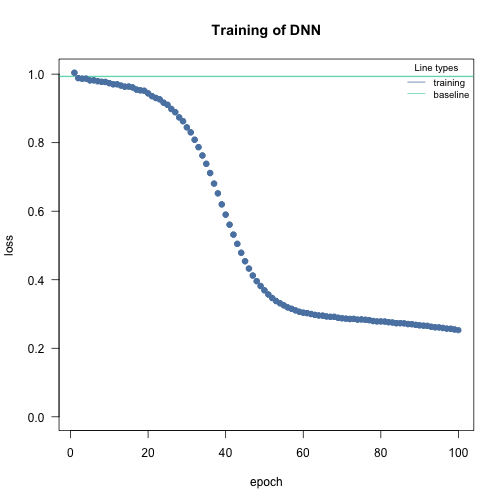 Training of DNN
Line types
training
baseline
1.0
0.8
0.6
0.4
0.2
0.0
loss
0 20 40 60 80 100
epoch